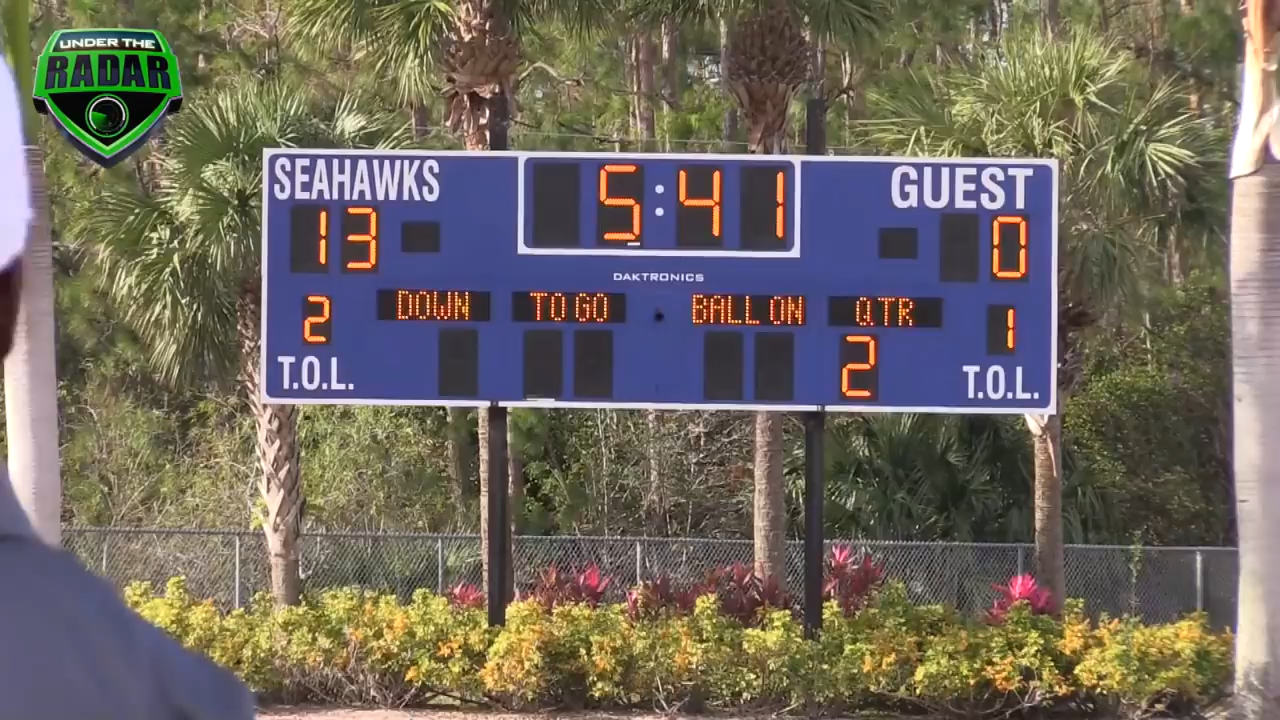 UNDER THE
RADAR
SEAHAWKS 5:41 GUEST
13 0
DAKTRONICS
2 DOWN TO GO BALL ON QTR 1
T.O.L. 2 T.O.L.